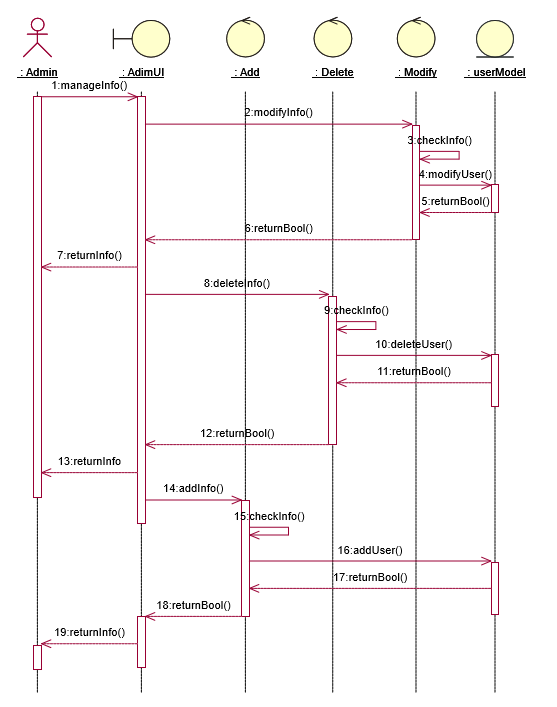 : Admin
: AdimUI
: Add
: Delete
: Modify
: userModel
1:manageInfo()
2:modifyInfo()
3:checkInfo()
4:modifyUser()
5:returnBool()
6:returnBool()
7:returnInfo()
8:deleteInfo()
9:checkInfo()
10:deleteUser()
11:returnBool()
12:returnBool()
13:returnInfo
14:addInfo()
15:checkInfo()
16:addUser()
17:returnBool()
18:returnBool()
19:returnInfo()